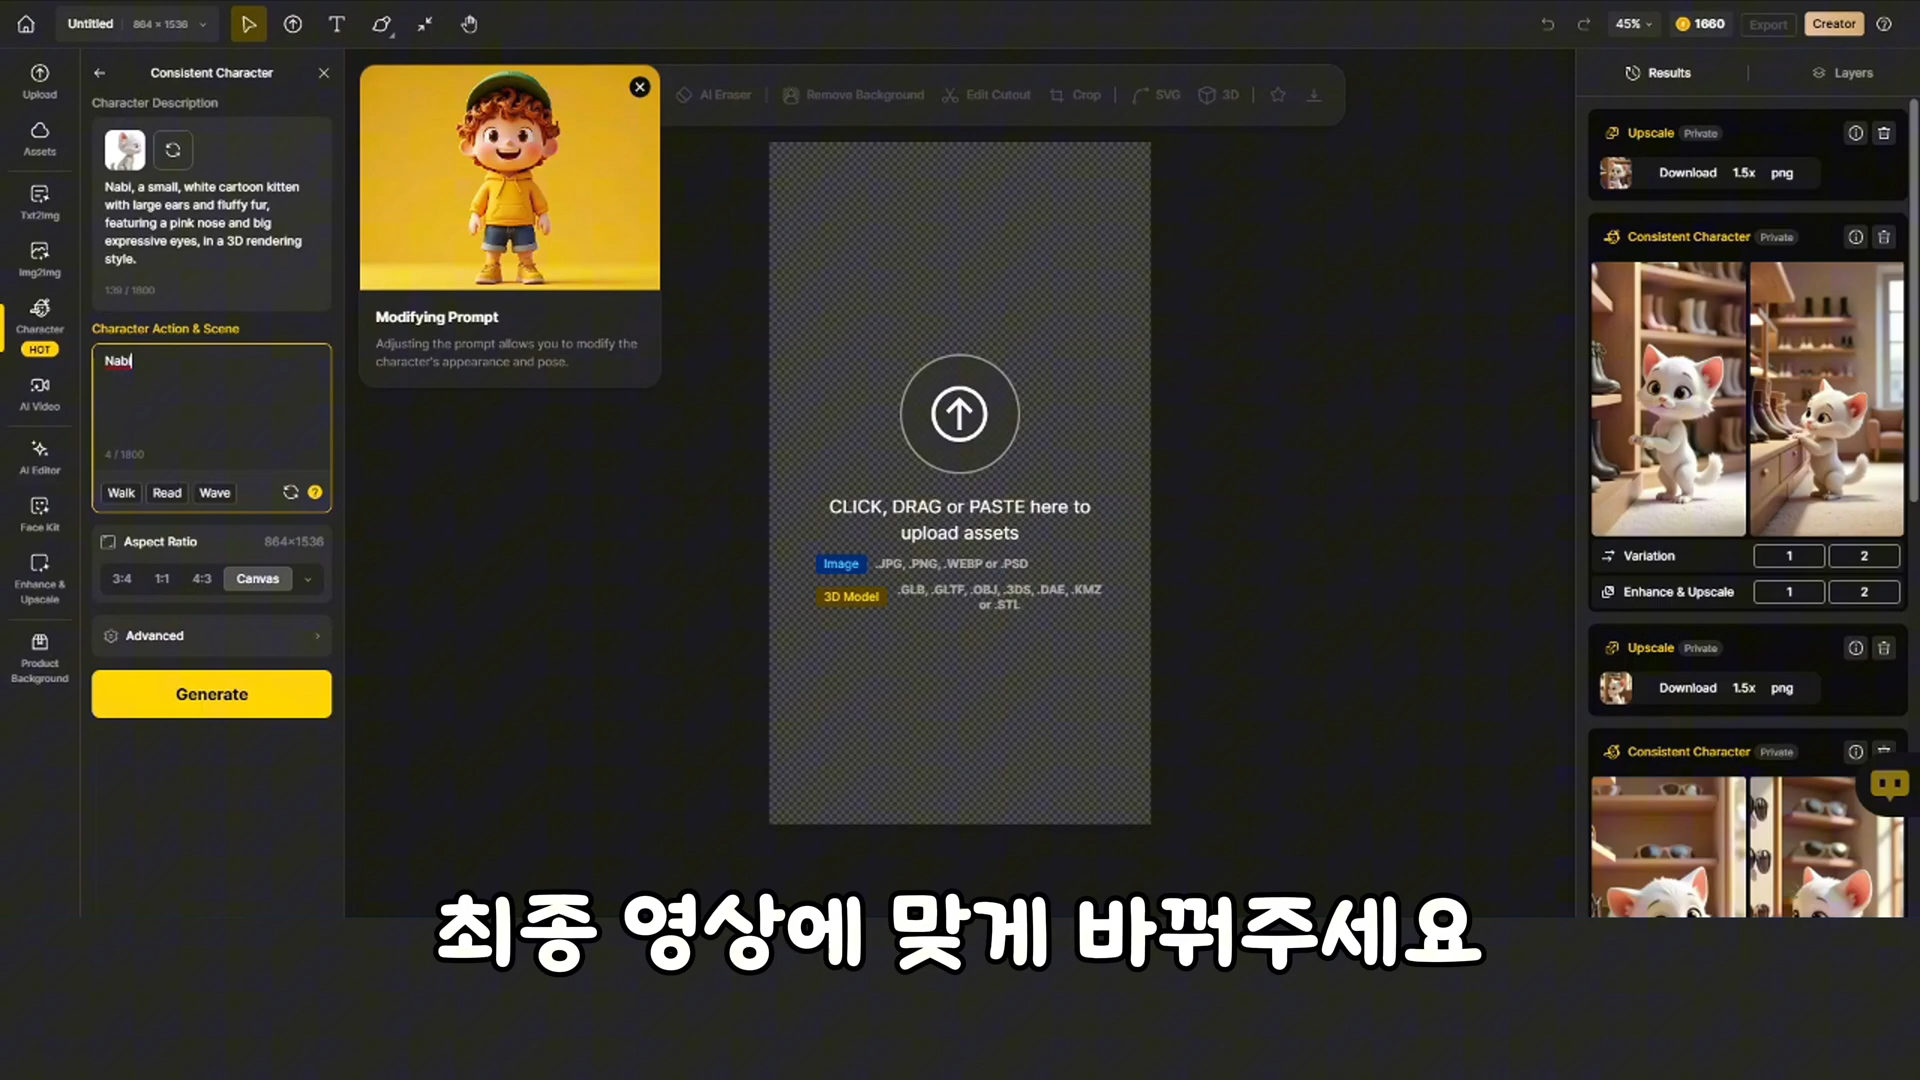 Untitled 864 × 1536
45% 1660 Export Creator
Upload
Assets
Txt2Img
Img2Img
Character
HOT
AI Video
AI Editor
Face Kit
Enhance &
Upscale
Product
Background
Consistent Character
Character Description
Nabi, a small, white cartoon kitten
with large ears and fluffy fur,
featuring a pink nose and big
expressive eyes, in a 3D rendering
style.
139 / 1800
Character Action & Scene
Nabi
4 / 1800
Walk Read Wave
Aspect Ratio 864×1536
3:4 1:1 4:3 Canvas
Advanced
Generate
Modifying Prompt
Adjusting the prompt allows you to modify the
character's appearance and pose.
AI Eraser Remove Background Edit Cutout Crop SVG 3D
CLICK, DRAG or PASTE here to
upload assets
Image .JPG, .PNG, .WEBP or .PSD
3D Model .GLB, .GLTF, .OBJ, .3DS, .DAE, .KMZ
or .STL
Results Layers
Upscale Private
Download 1.5x png
Consistent Character Private
Variation 1 2
Enhance & Upscale 1 2
Upscale Private
Download 1.5x png
Consistent Character Private
최종 영상에 맞게 바꿔주세요